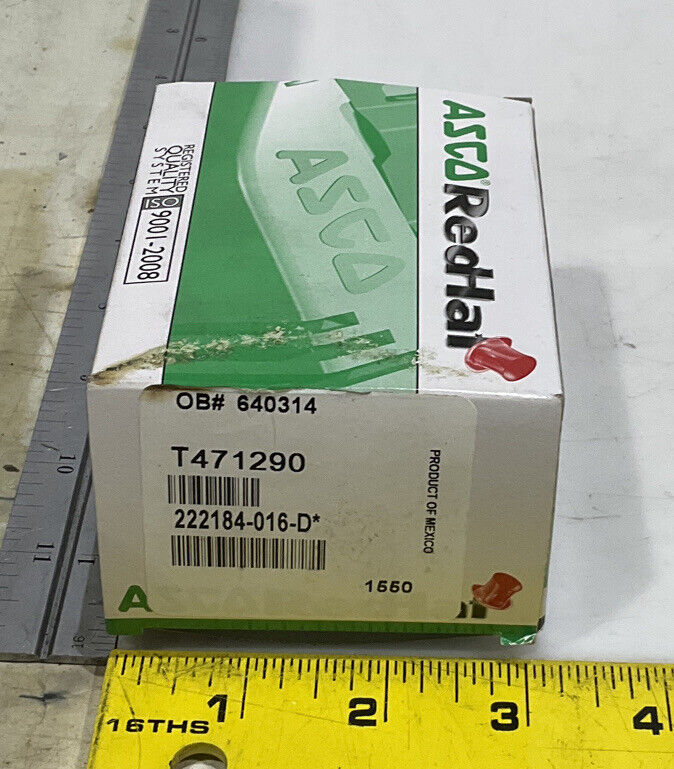 ASCO® RedHat
ASCO
REGISTERED
QUALITY
SYSTEM
ISO 9001-2008
OB# 640314
T471290
222184-016-D*
PRODUCT OF MEXICO
1550
10
11
16THS
1
2
3
4